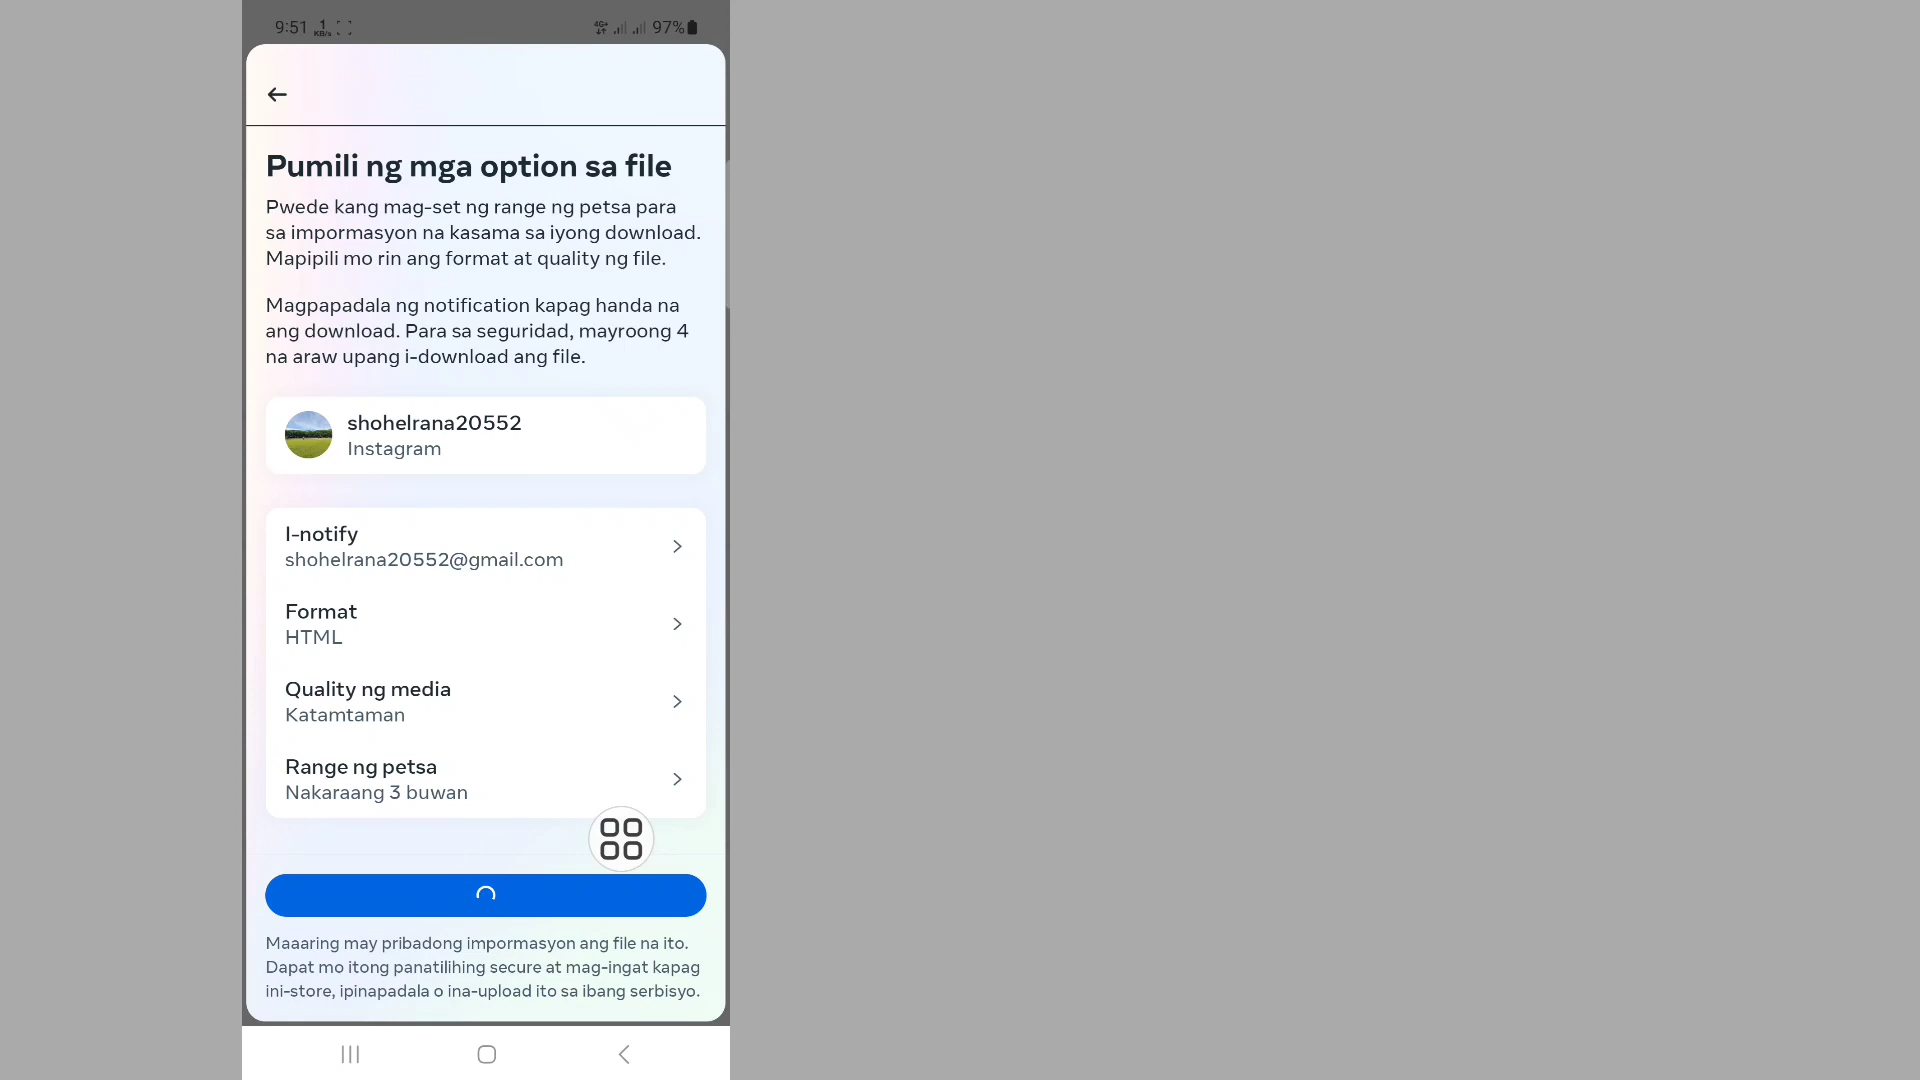 9:51 1 KB/s 4G+ 97%
Pumili ng mga option sa file
Pwede kang mag-set ng range ng petsa para
sa impormasyon na kasama sa iyong download.
Mapipili mo rin ang format at quality ng file.
Magpapadala ng notification kapag handa na
ang download. Para sa seguridad, mayroong 4
na araw upang i-download ang file.
shohelrana20552
Instagram
I-notify
shohelrana20552@gmail.com
Format
HTML
Quality ng media
Katamtaman
Range ng petsa
Nakaraang 3 buwan
Maaaring may pribadong impormasyon ang file na ito.
Dapat mo itong panatilihing secure at mag-ingat kapag
ini-store, ipinapadala o ina-upload ito sa ibang serbisyo.